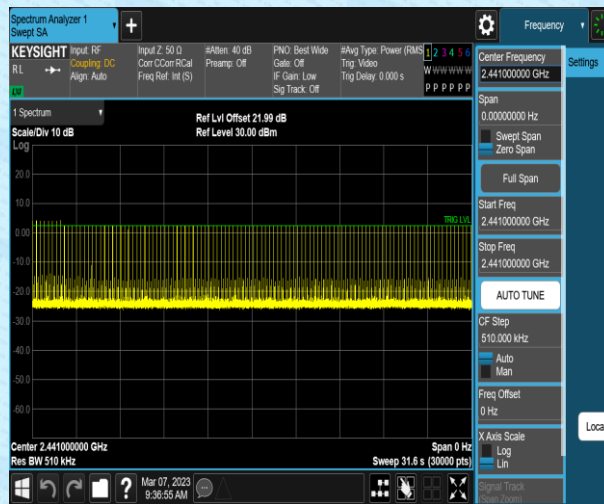 Spectrum Analyzer 1
Swept SA
+
Frequency
KEYSIGHT
R L
LXI
Input: RF
Coupling: DC
Align: Auto
Input Z: 50 Ω
Corr CCorr RCal
Freq Ref: Int (S)
#Atten: 40 dB
Preamp: Off
PNO: Best Wide
Gate: Off
IF Gain: Low
Sig Track: Off
#Avg Type: Power (RMS
Trig: Video
Trig Delay: 0.000 s
1 2 3 4 5 6
W W W W W W
P P P P P P
1 Spectrum
Scale/Div 10 dB
Ref Lvl Offset 21.99 dB
Ref Level 30.00 dBm
Log
20.0
10.0
0.00
-10.0
-20.0
-30.0
-40.0
-50.0
-60.0
TRIG LVL
Center 2.441000000 GHz
Res BW 510 kHz
Span 0 Hz
Sweep 31.6 s (30000 pts)
Mar 07, 2023
9:36:55 AM
Center Frequency
2.441000000 GHz
Span
0.00000000 Hz
Swept Span
Zero Span
Full Span
Start Freq
2.441000000 GHz
Stop Freq
2.441000000 GHz
AUTO TUNE
CF Step
510.000 kHz
Auto
Man
Freq Offset
0 Hz
X Axis Scale
Log
Lin
Signal Track
(Span Zoom)
Settings
Loca